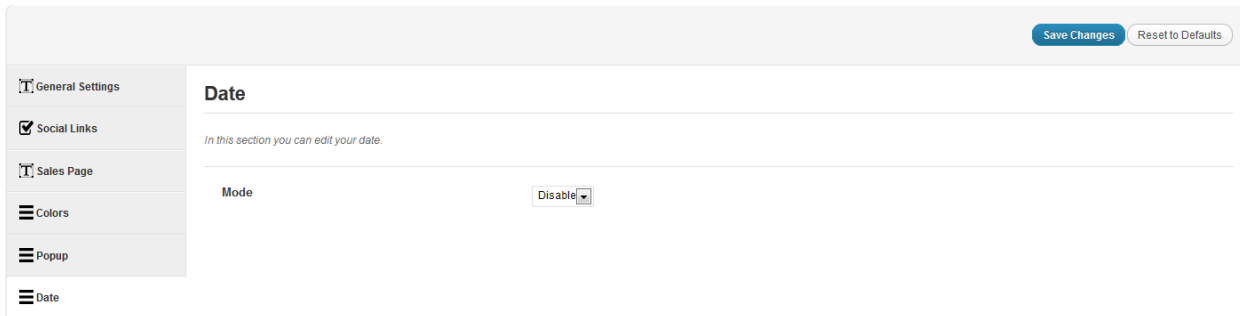 Save Changes
Reset to Defaults
General Settings
Social Links
Sales Page
Colors
Popup
Date
Date
In this section you can edit your date.
Mode
Disable